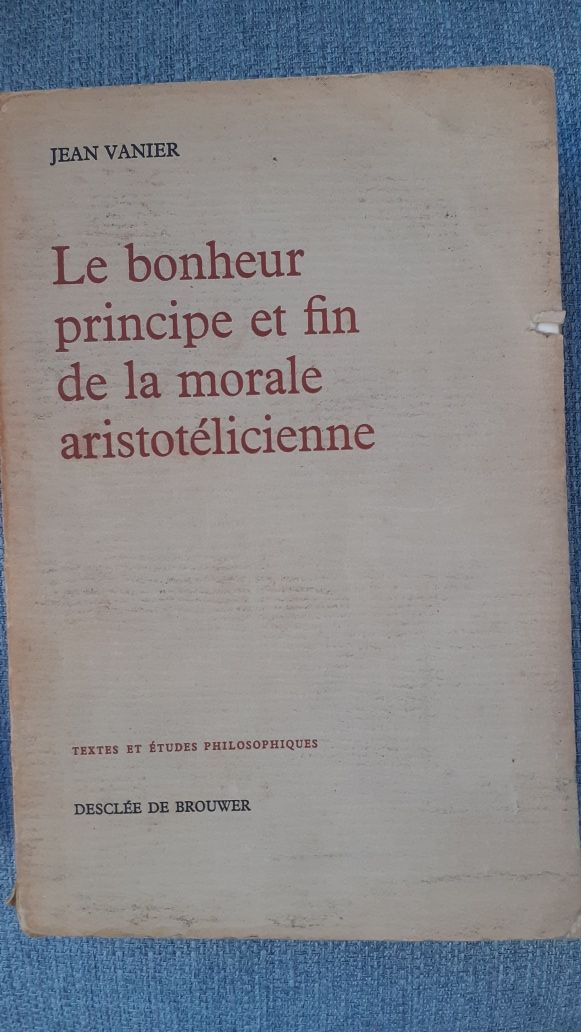 JEAN VANIER
Le bonheur
principe et fin
de la morale
aristotélicienne
TEXTES ET ÉTUDES PHILOSOPHIQUES
DESCLÉE DE BROUWER